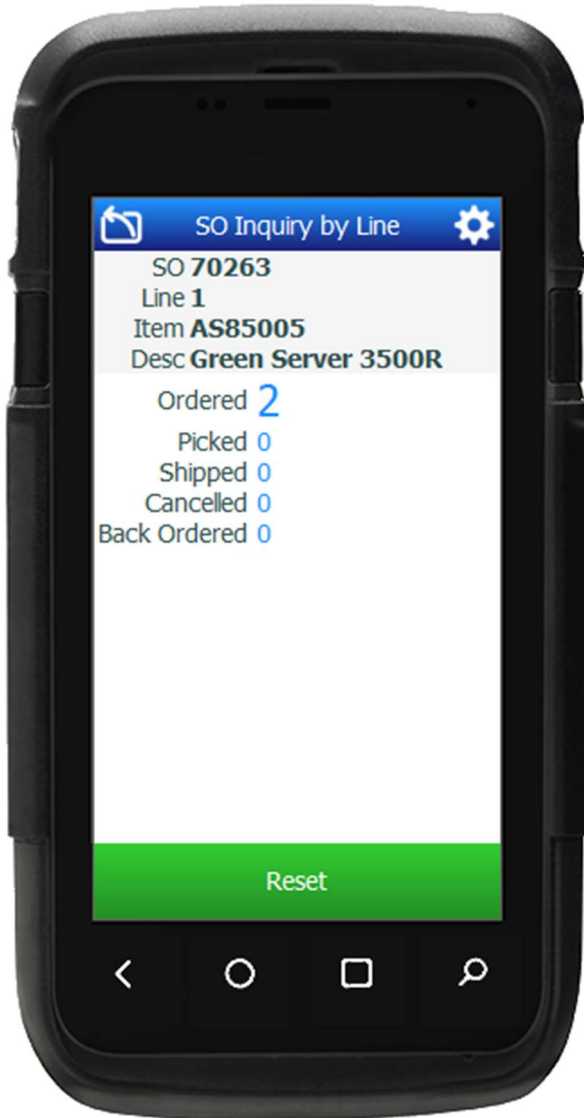 SO Inquiry by Line
SO 70263
Line 1
Item AS85005
Desc Green Server 3500R
Ordered 2
Picked 0
Shipped 0
Cancelled 0
Back Ordered 0
Reset